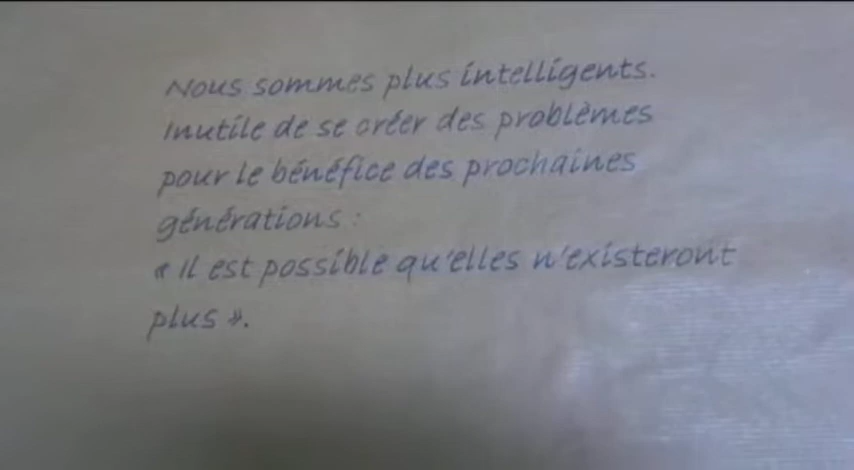 Nous sommes plus intelligents.
Inutile de se créer des problèmes
pour le bénéfice des prochaines
générations :
« Il est possible qu'elles n'existeront
plus ».